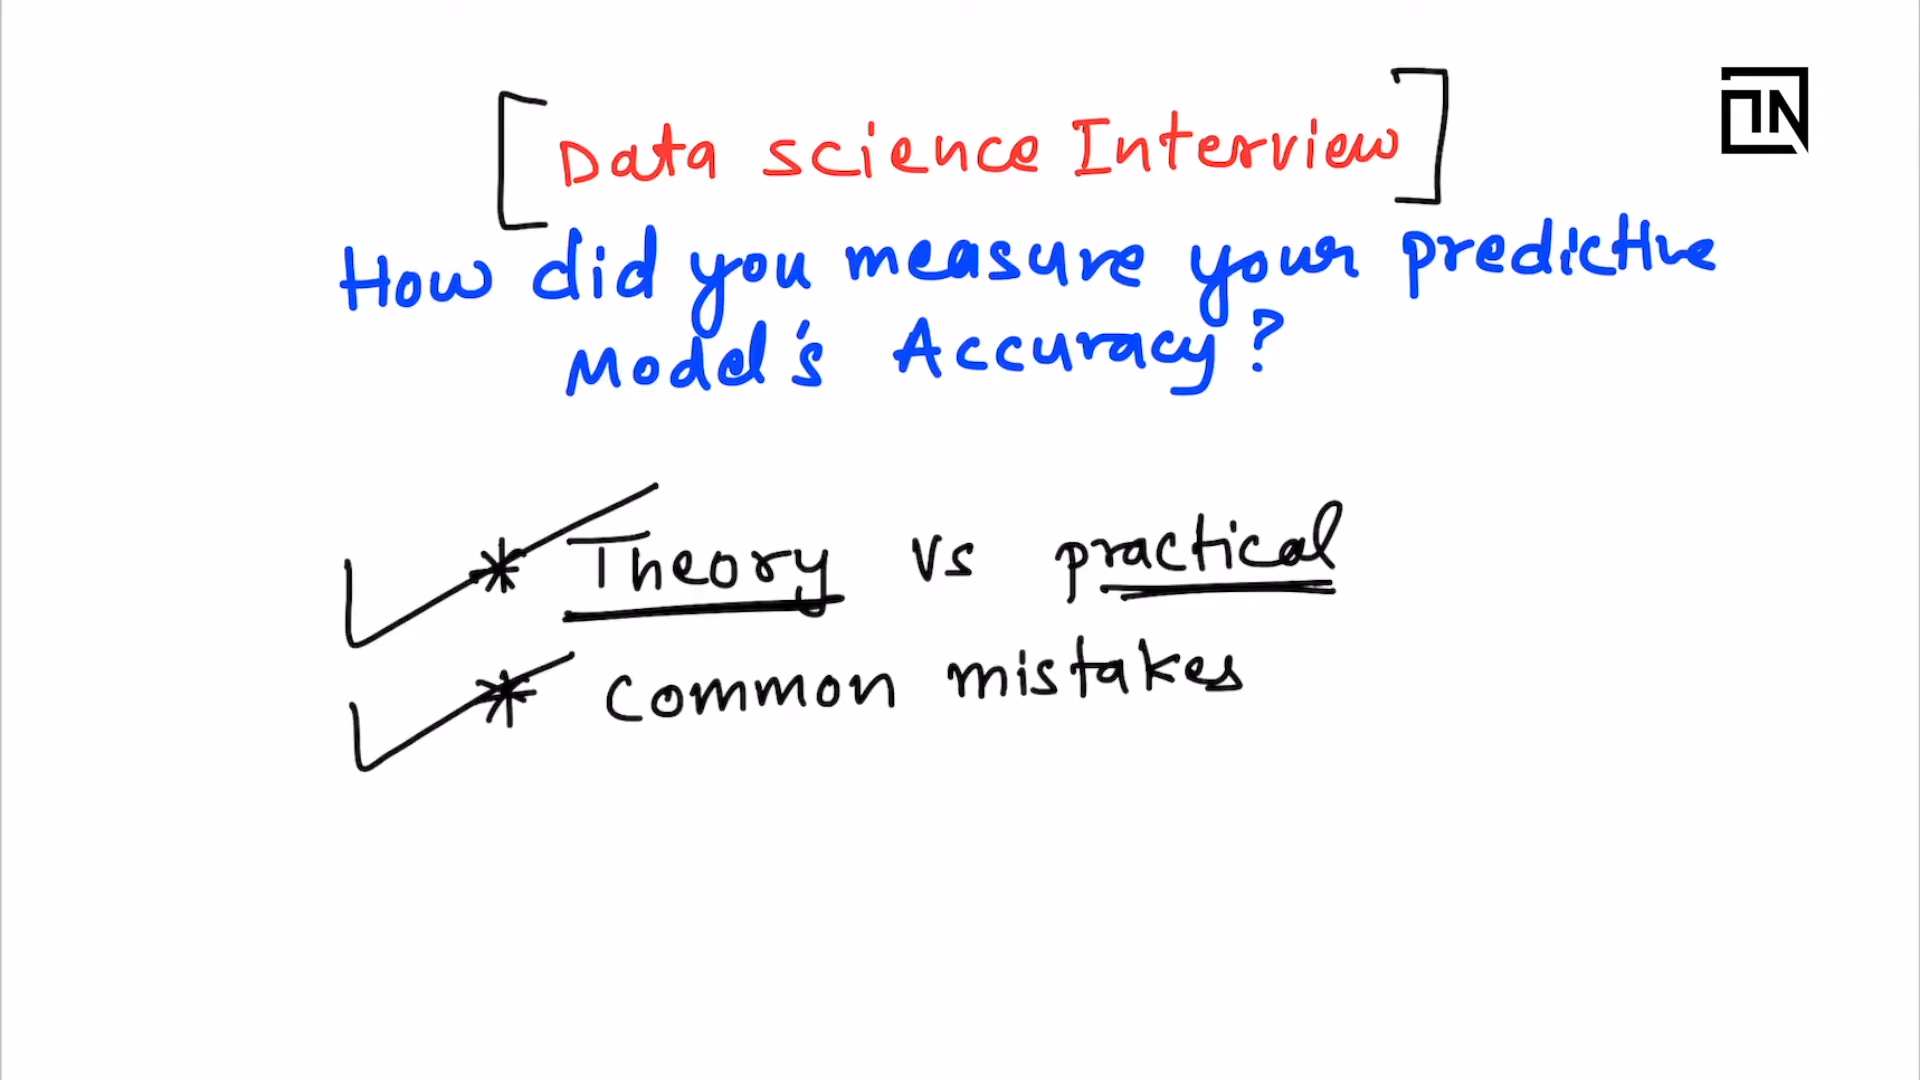 [Data science Interview]
How did you measure your predictive
Model's Accuracy?
* Theory vs practical
* Common mistakes